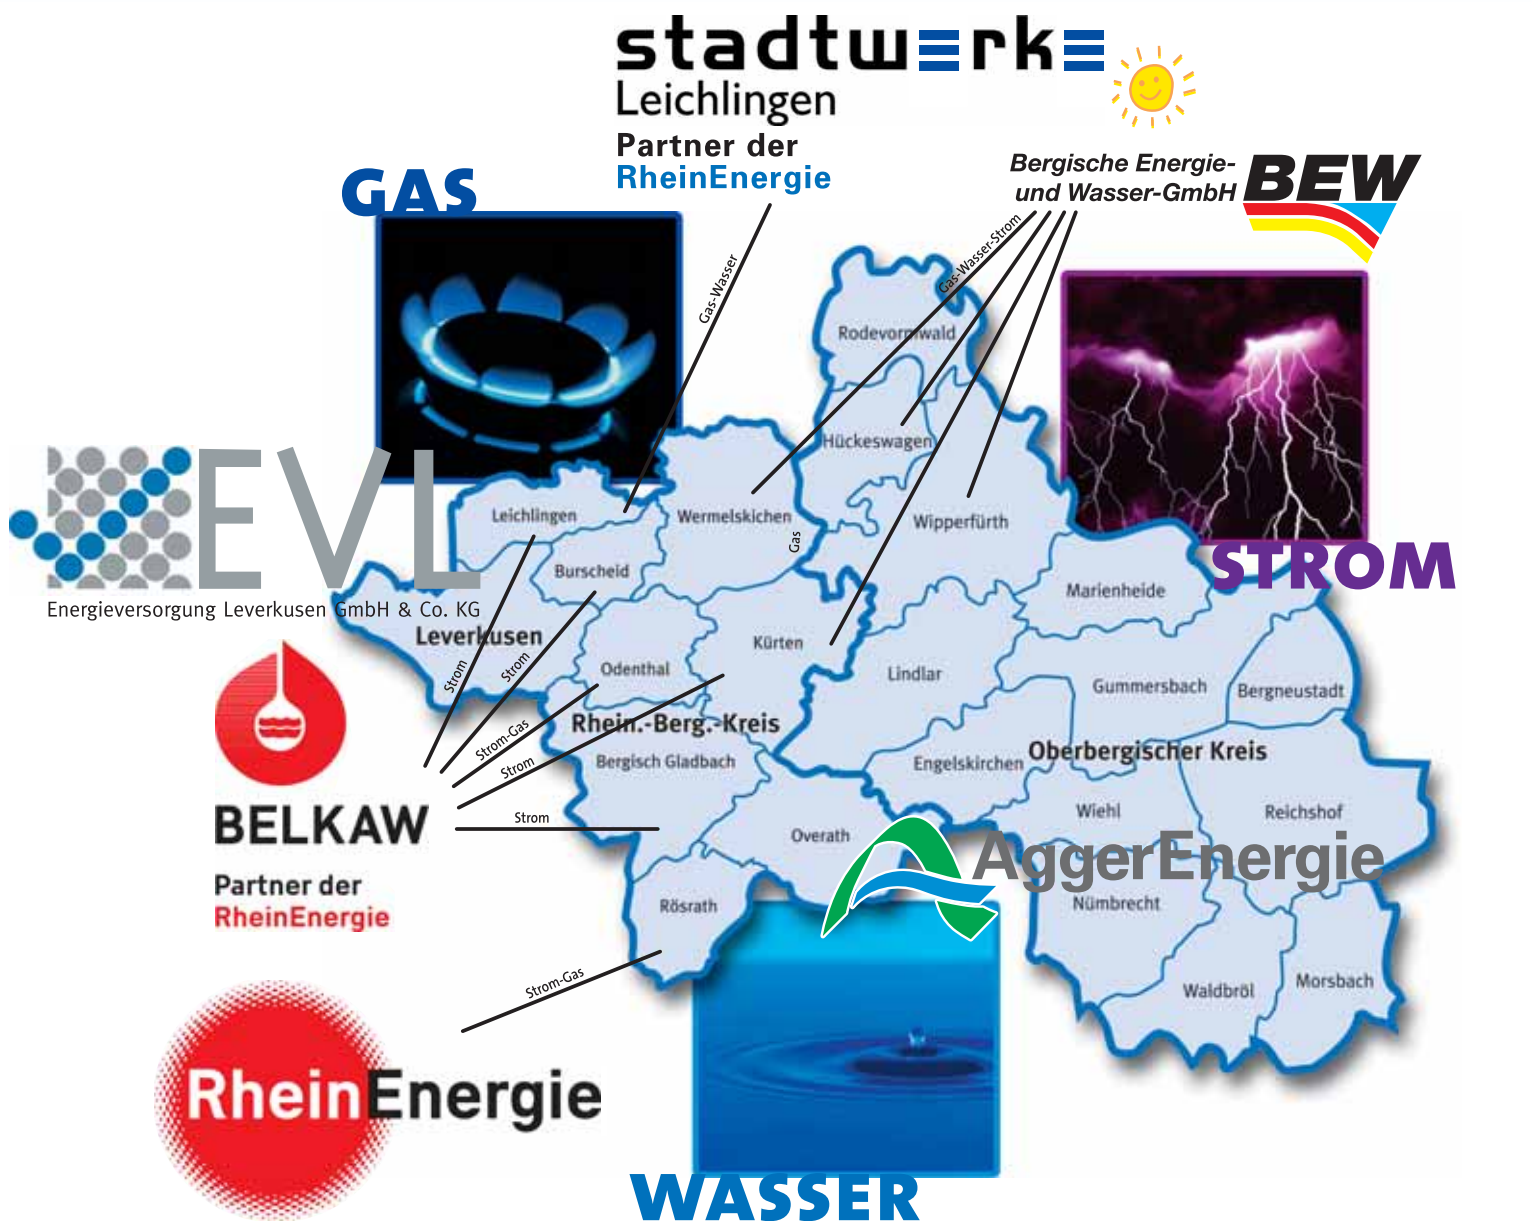 stadtwerke
Leichlingen
Partner der
RheinEnergie
Bergische Energie-
und Wasser-GmbH
BEW
GAS
Gas-Wasser
Gas-Wasser-Strom
Rodevormwald
Hückeswagen
Wipperfürth
Wermelskichen
Gas
Leichlingen
Burscheid
EVL
Energieversorgung Leverkusen GmbH & Co. KG
Leverkusen
STROM
Marienheide
Kürten
Odenthal
Lindlar
Gummersbach
Bergneustadt
Strom
Strom
Strom-Gas
Strom
Strom
Rhein.-Berg.-Kreis
Oberbergischer Kreis
Bergisch Gladbach
Engelskirchen
Wiehl
Reichshof
Overath
AggerEnergie
BELKAW
Partner der
RheinEnergie
Rösrath
Nümbrecht
Waldbröl
Morsbach
Strom-Gas
RheinEnergie
WASSER